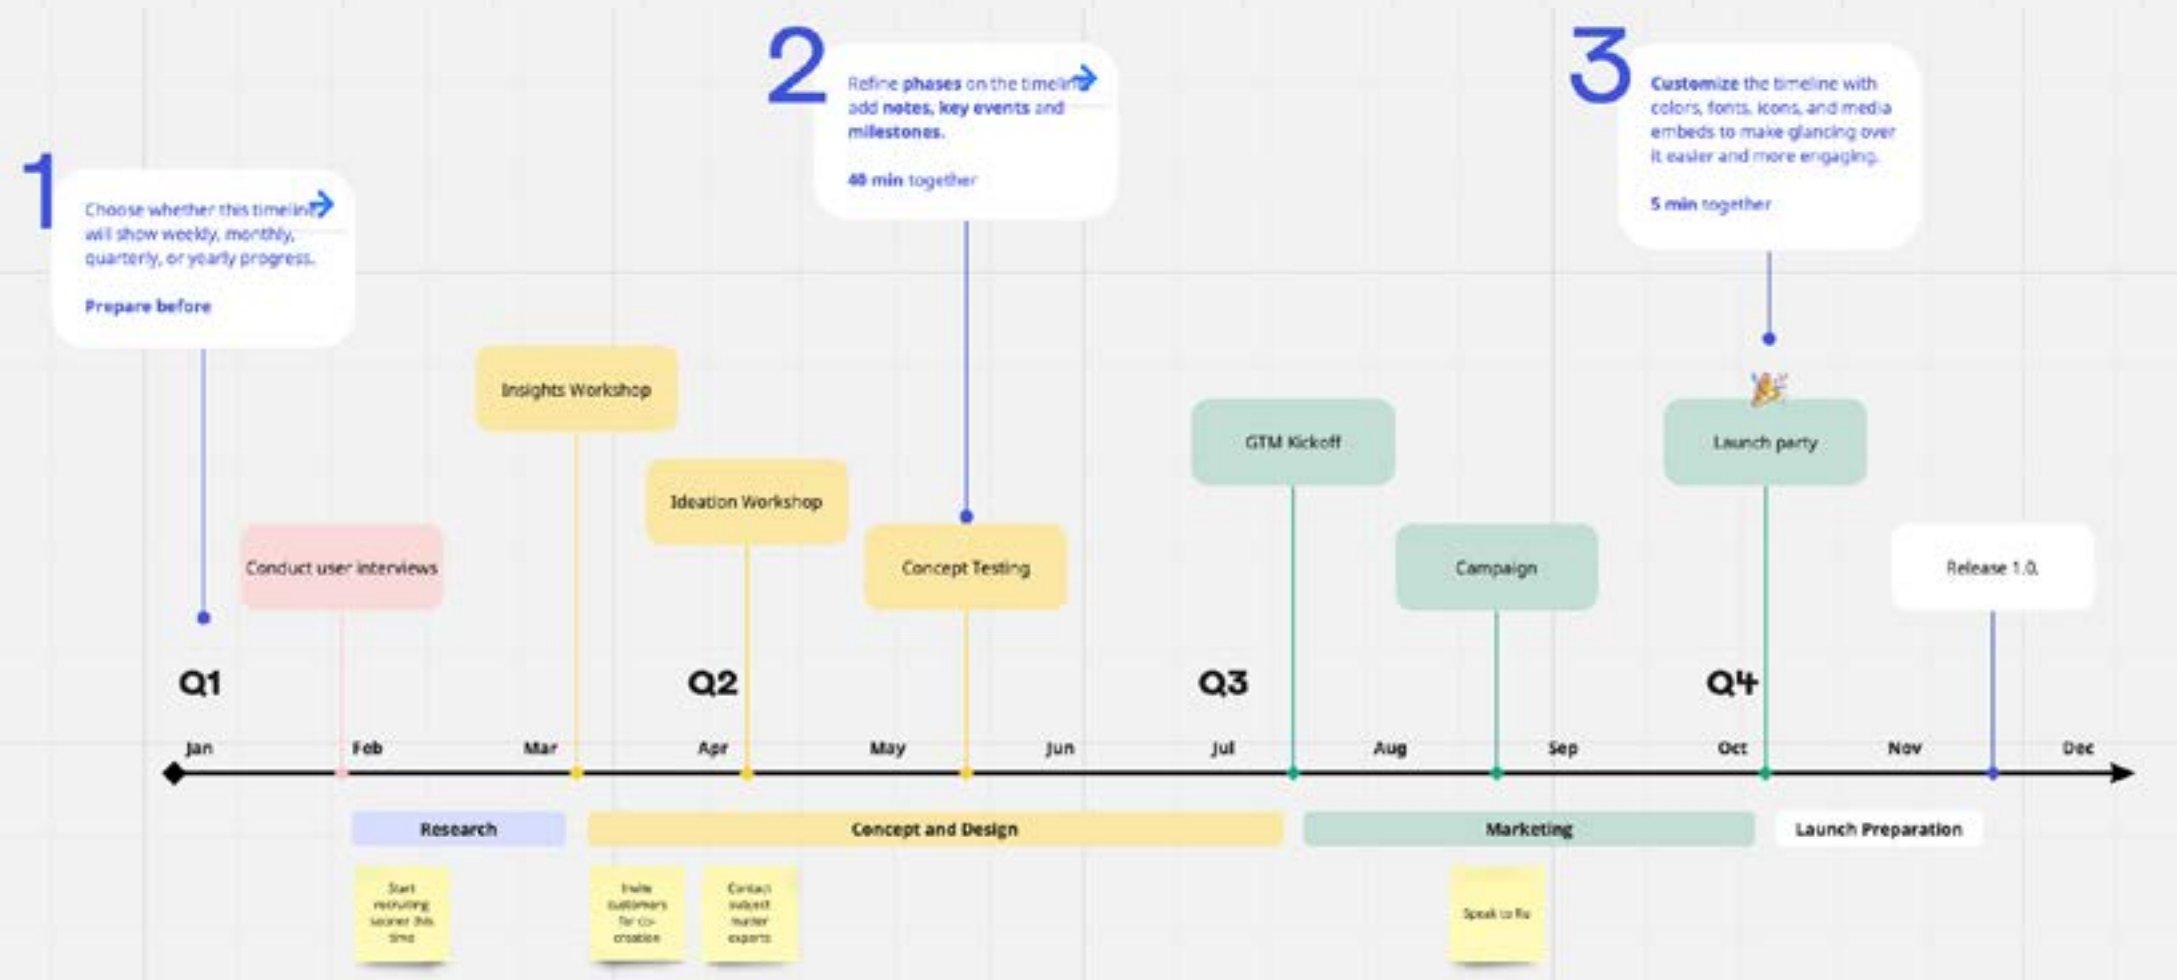 1
Choose whether this timeline
will show weekly, monthly,
quarterly, or yearly progress.
Prepare before
2
Refine phases on the timeline
add notes, key events and
milestones.
40 min together
3
Customize the timeline with
colors, fonts, icons, and media
embeds to make glancing over
it easier and more engaging.
5 min together
Insights Workshop
Ideation Workshop
Conduct user interviews
Concept Testing
GTM Kickoff
Campaign
Launch party
Release 1.0.
Q1
Q2
Q3
Q4
Jan
Feb
Mar
Apr
May
Jun
Jul
Aug
Sep
Oct
Nov
Dec
Research
Concept and Design
Marketing
Launch Preparation
Start
recruiting
sooner this
time
Invite
customers
for co-
creation
Contact
subject
matter
experts
Speak to